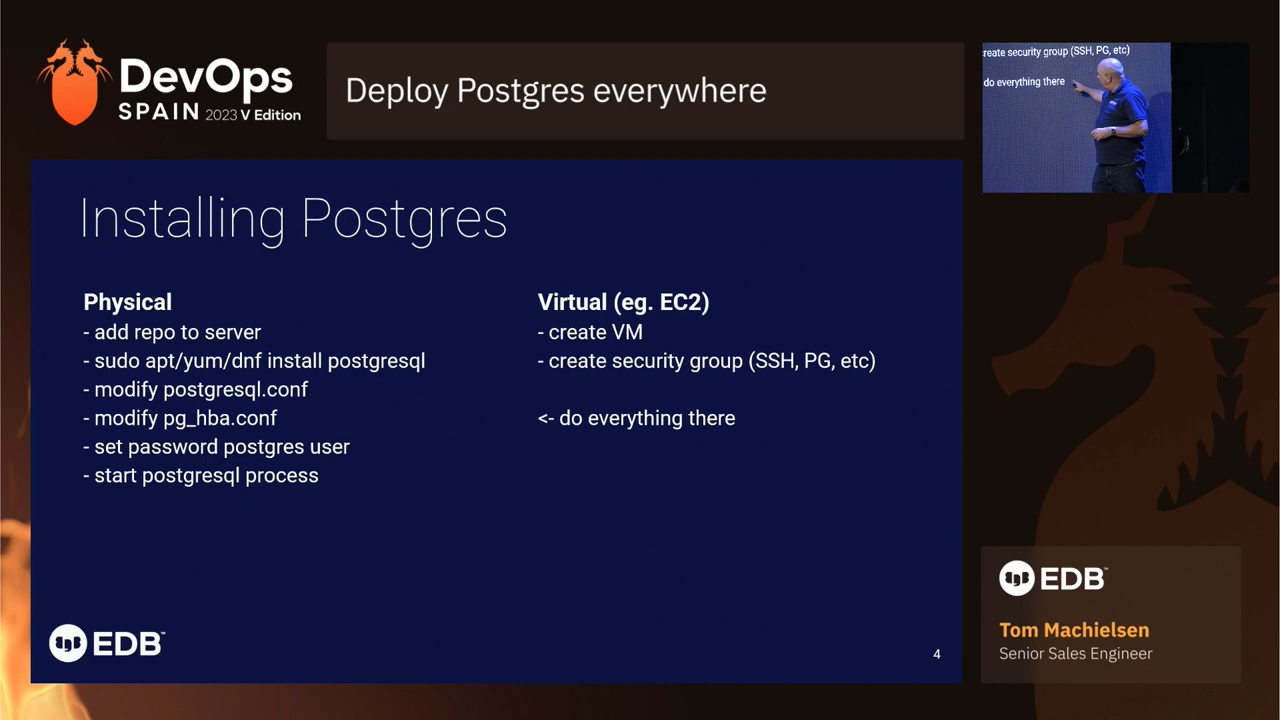 DevOps
SPAIN 2023 V Edition
Deploy Postgres everywhere
create security group (SSH, PG, etc)
do everything there
Installing Postgres
Physical
- add repo to server
- sudo apt/yum/dnf install postgresql
- modify postgresql.conf
- modify pg_hba.conf
- set password postgres user
- start postgresql process
Virtual (eg. EC2)
- create VM
- create security group (SSH, PG, etc)
<- do everything there
EDB™
4
EDB™
Tom Machielsen
Senior Sales Engineer